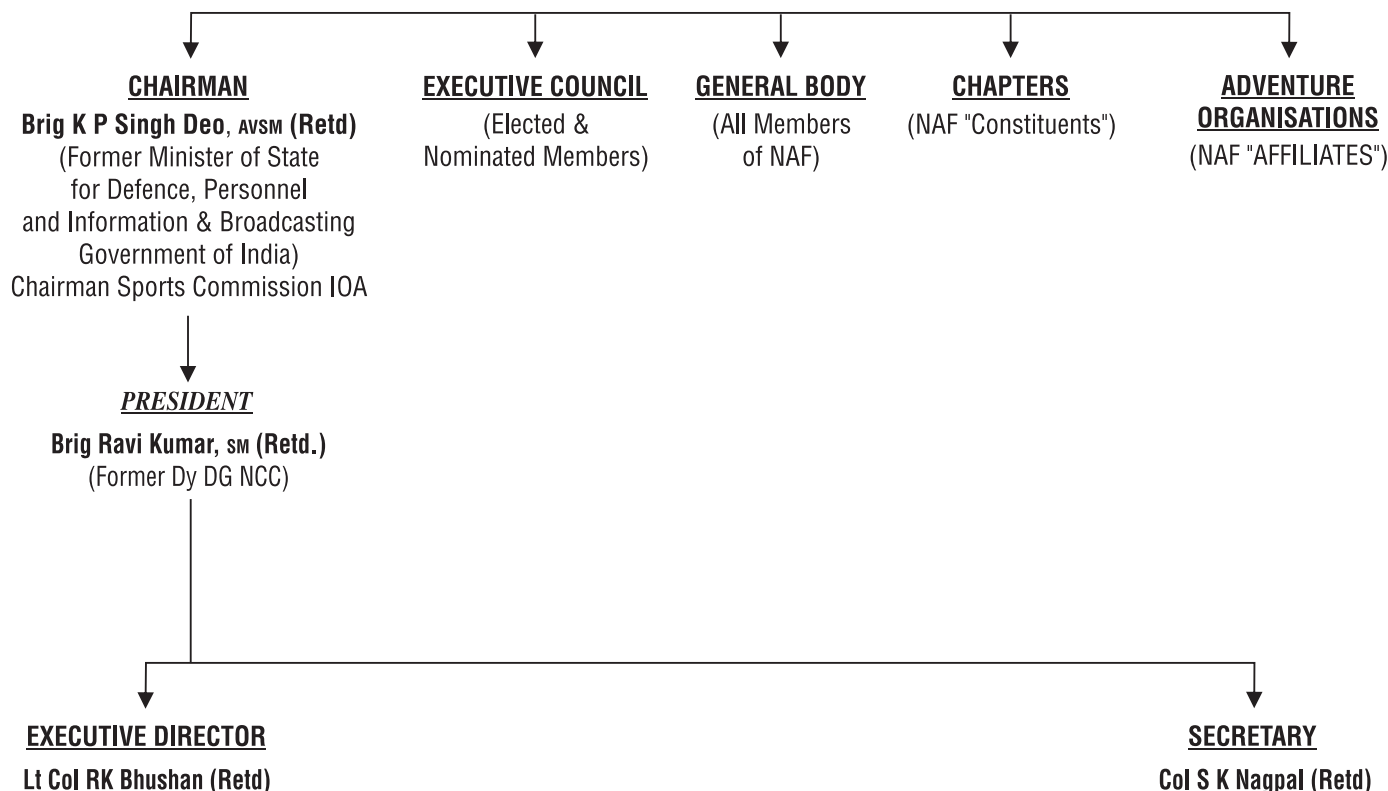 CHAIRMAN
Brig K P Singh Deo, AVSM (Retd)
(Former Minister of State
for Defence, Personnel
and Information & Broadcasting
Government of India)
Chairman Sports Commission IOA
EXECUTIVE COUNCIL
(Elected &
Nominated Members)
GENERAL BODY
(All Members
of NAF)
CHAPTERS
(NAF "Constituents")
ADVENTURE
ORGANISATIONS
(NAF "AFFILIATES")
PRESIDENT
Brig Ravi Kumar, SM (Retd.)
(Former Dy DG NCC)
EXECUTIVE DIRECTOR
Lt Col RK Bhushan (Retd)
SECRETARY
Col S K Nagpal (Retd)